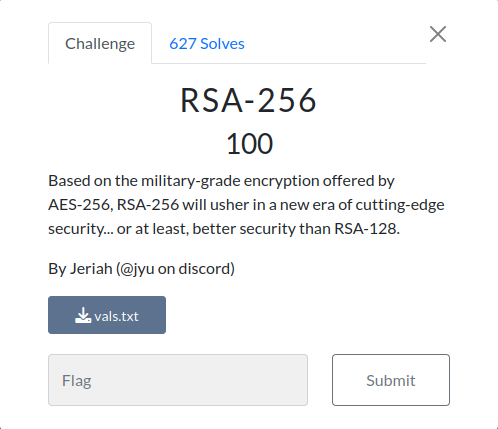 Challenge
627 Solves
RSA-256
100
Based on the military-grade encryption offered by
AES-256, RSA-256 will usher in a new era of cutting-edge
security... or at least, better security than RSA-128.
By Jeriah (@jyu on discord)
vals.txt
Flag
Submit